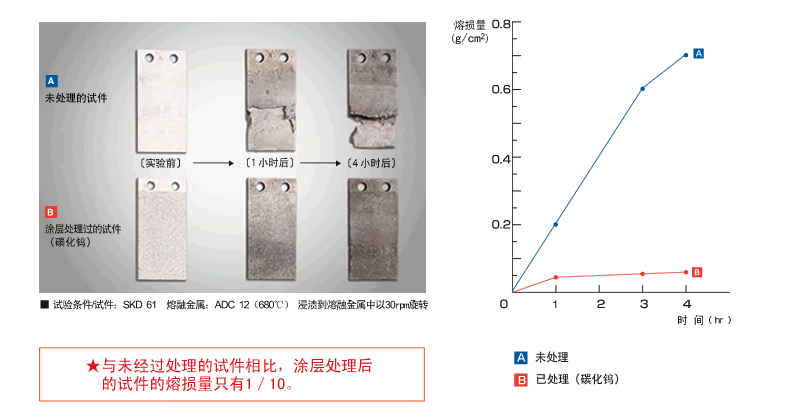 A
未处理的试件
〔实验前〕
〔1小时后〕
〔4小时后〕
B
涂层处理过的试件
（碳化钨）
■ 试验条件/试件：SKD 61 熔融金属：ADC 12（680℃） 浸渍到溶融金属中以30rpm旋转
★与未经过处理的试件相比，涂层处理后
的试件的熔损量只有1／10。
熔损量
(g/cm²)
0.8
0.6
0.4
0.2
0 1 2 3 4
时 间（hr）
A
B
A 未处理
B 已处理（碳化钨）